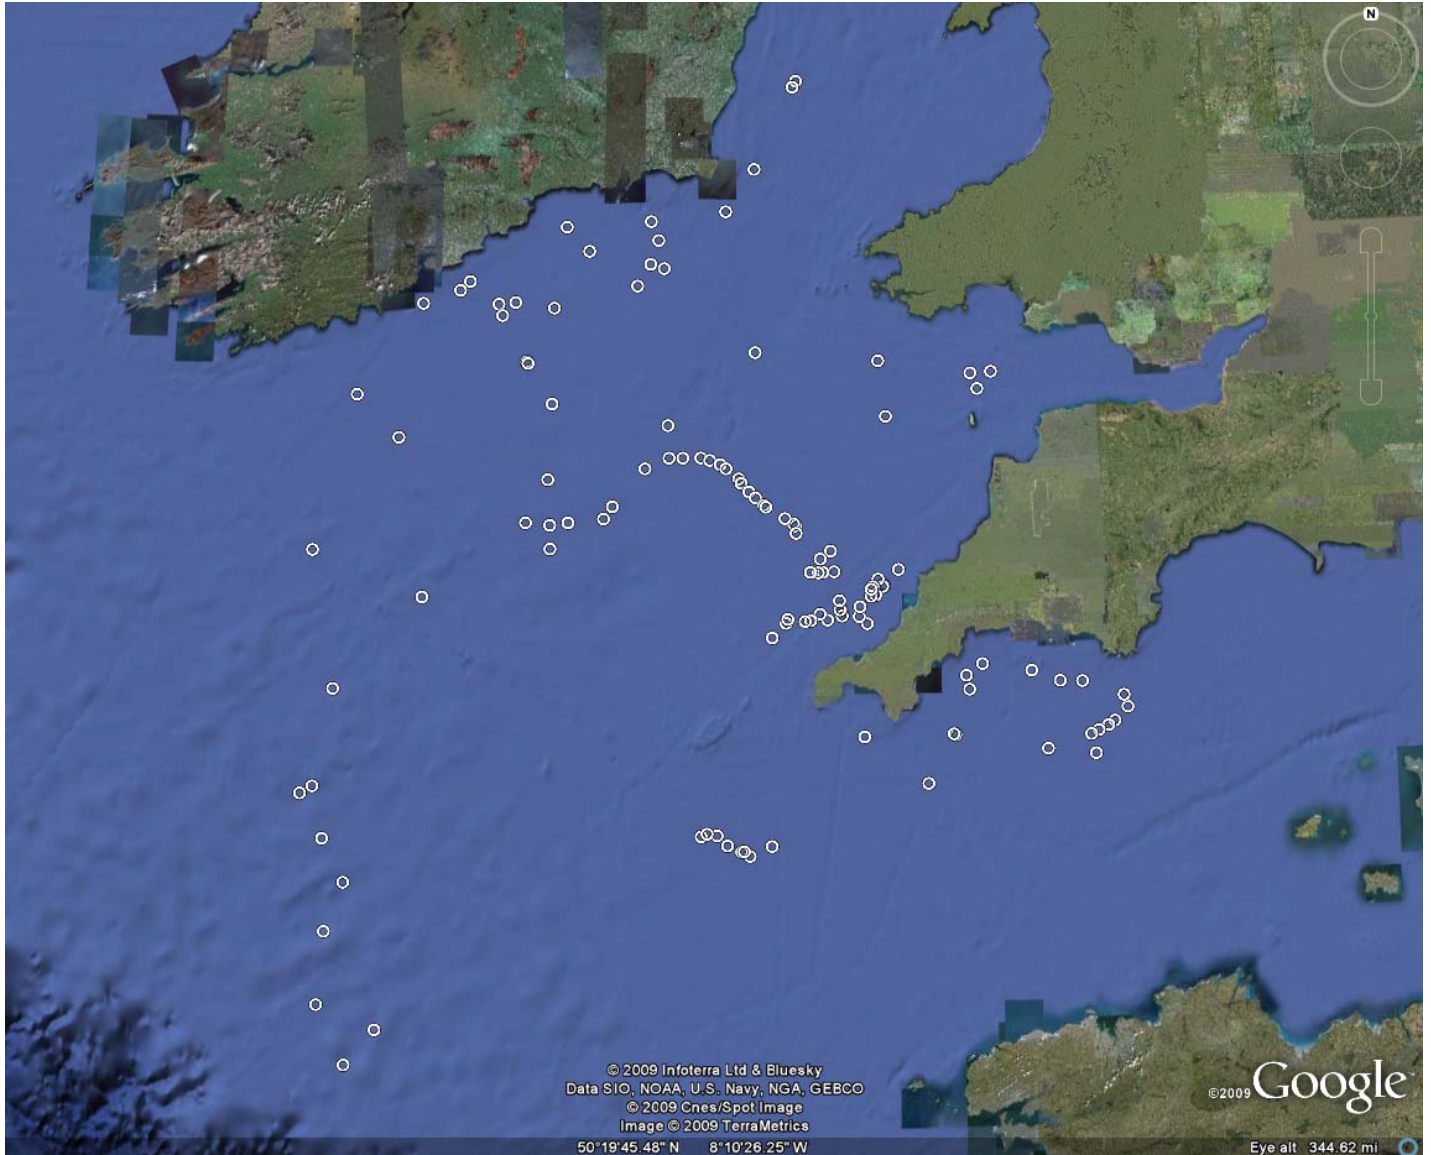 N
© 2009 Infoterra Ltd & Bluesky
Data SIO, NOAA, U.S. Navy, NGA, GEBCO
© 2009 Cnes/Spot Image
Image © 2009 TerraMetrics
©2009 Google
50°19'45.48" N 8°10'26.25" W
Eye alt 344.62 mi